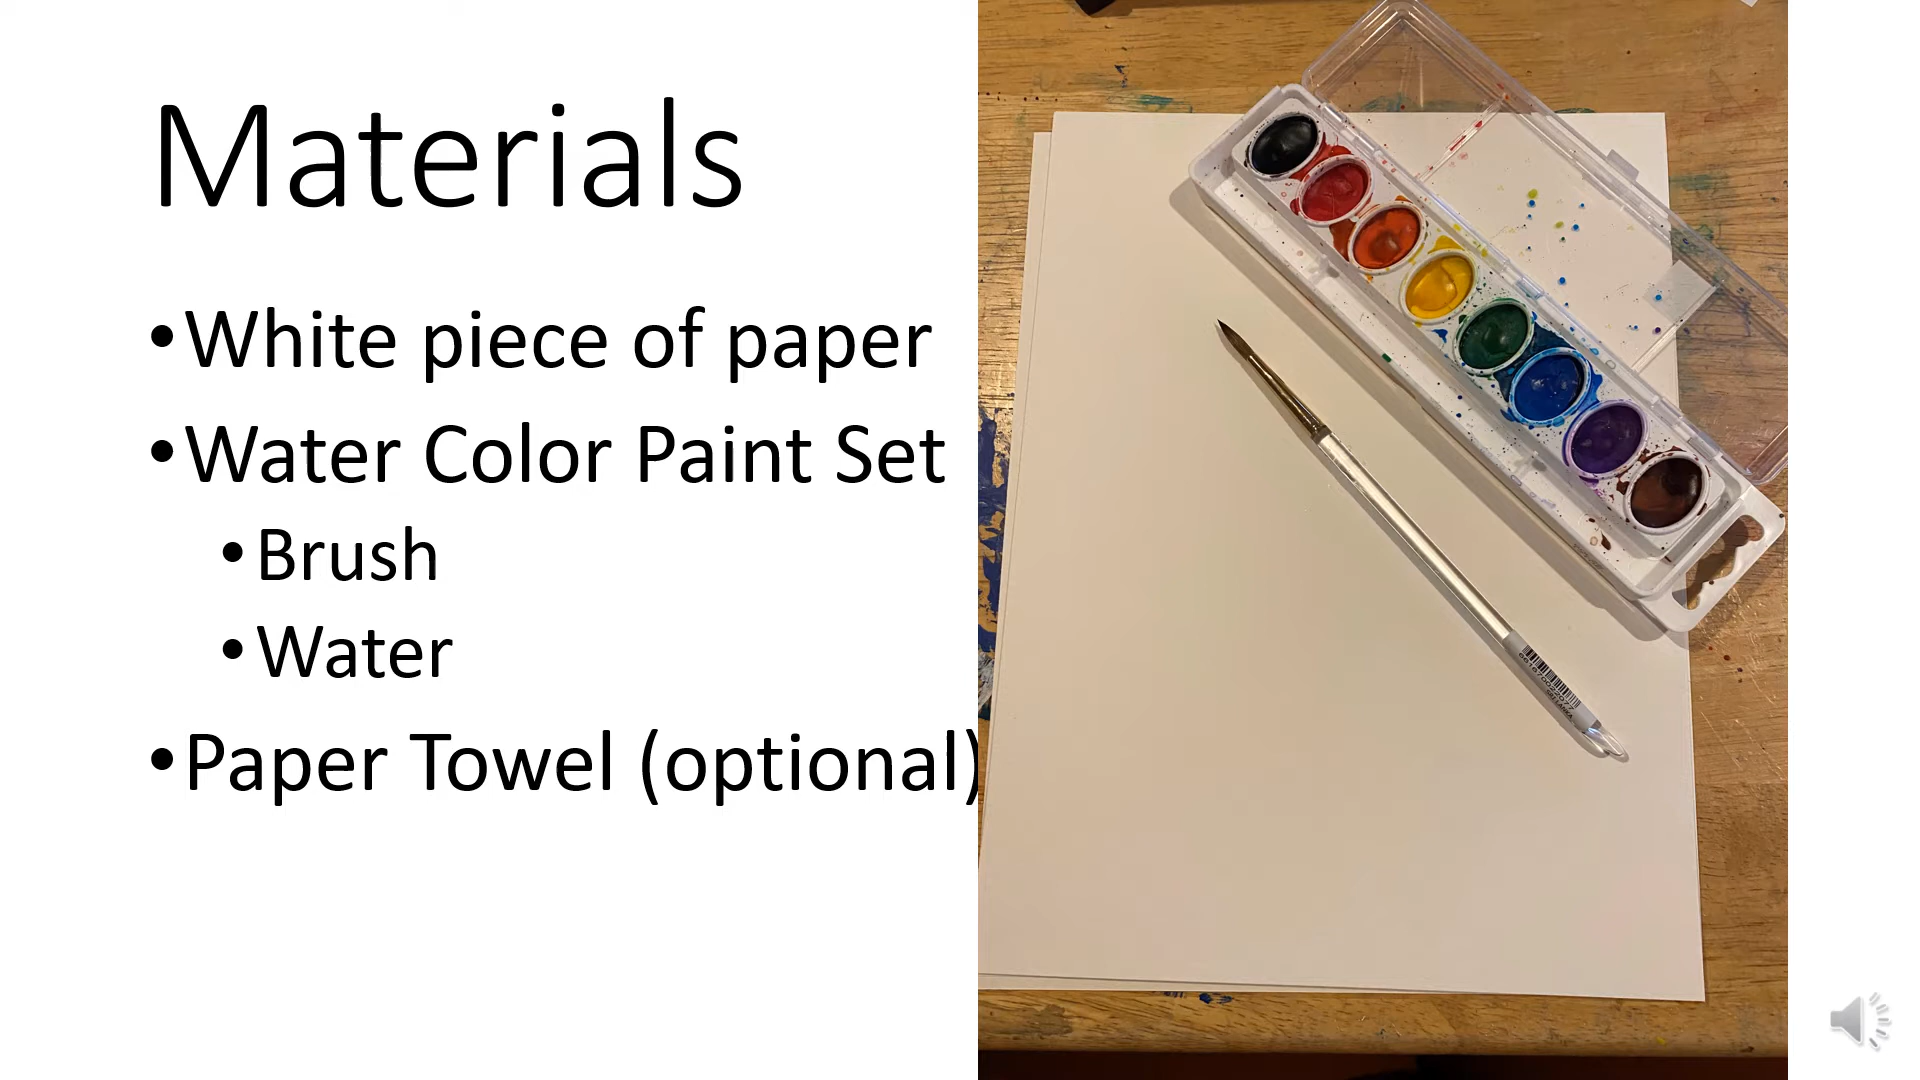 Materials
•White piece of paper
•Water Color Paint Set
•Brush
•Water
•Paper Towel (optional)